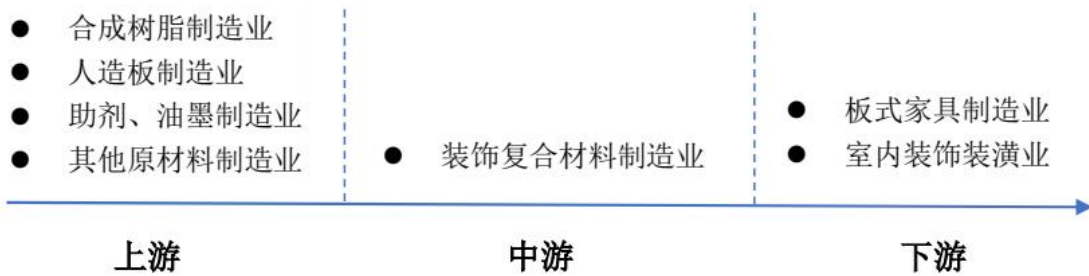 合成树脂制造业
人造板制造业
助剂、油墨制造业
其他原材料制造业
装饰复合材料制造业
板式家具制造业
室内装饰装潢业
上游
中游
下游